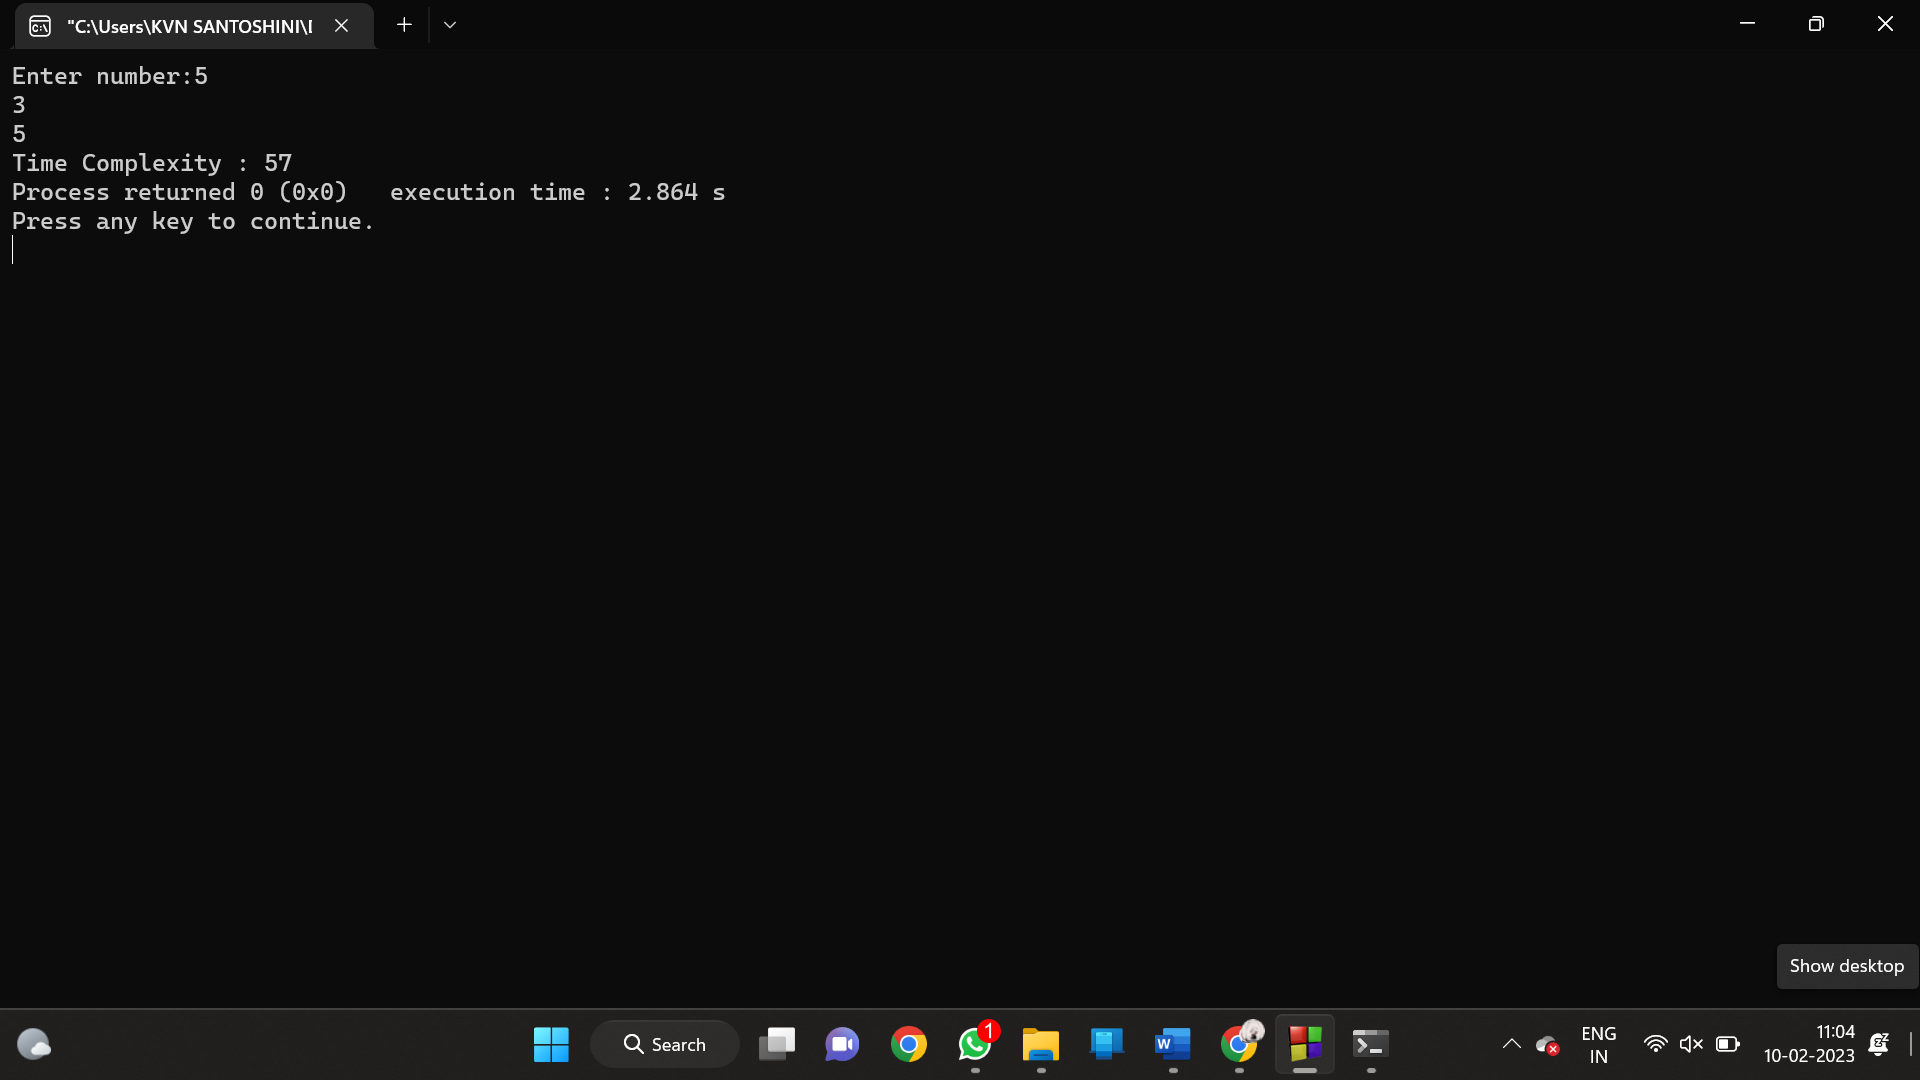 "C:\Users\KVN SANTOSHINI\I
Enter number:5
3
5
Time Complexity : 57
Process returned 0 (0x0)   execution time : 2.864 s
Press any key to continue.
Show desktop
Search
1
ENG
IN
11:04
10-02-2023